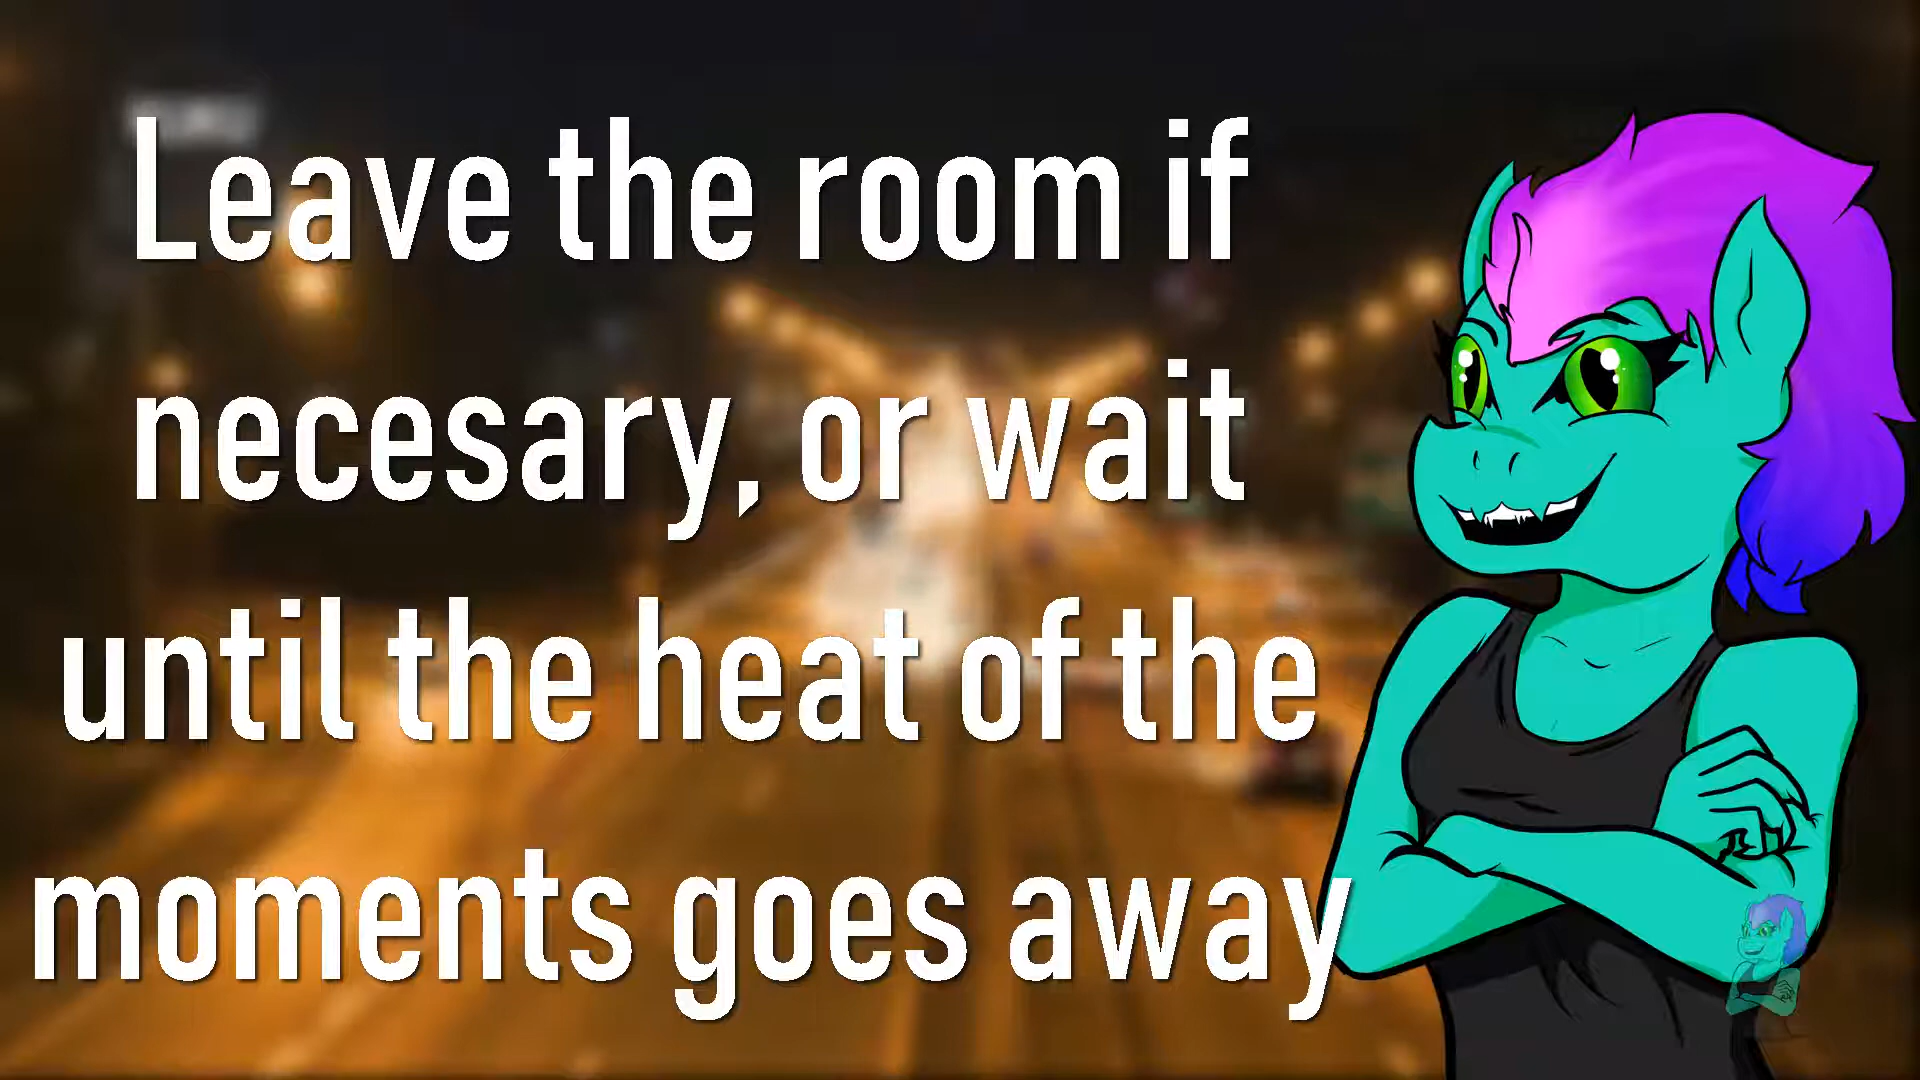 Leave the room if
necesary, or wait
until the heat of the
moments goes away